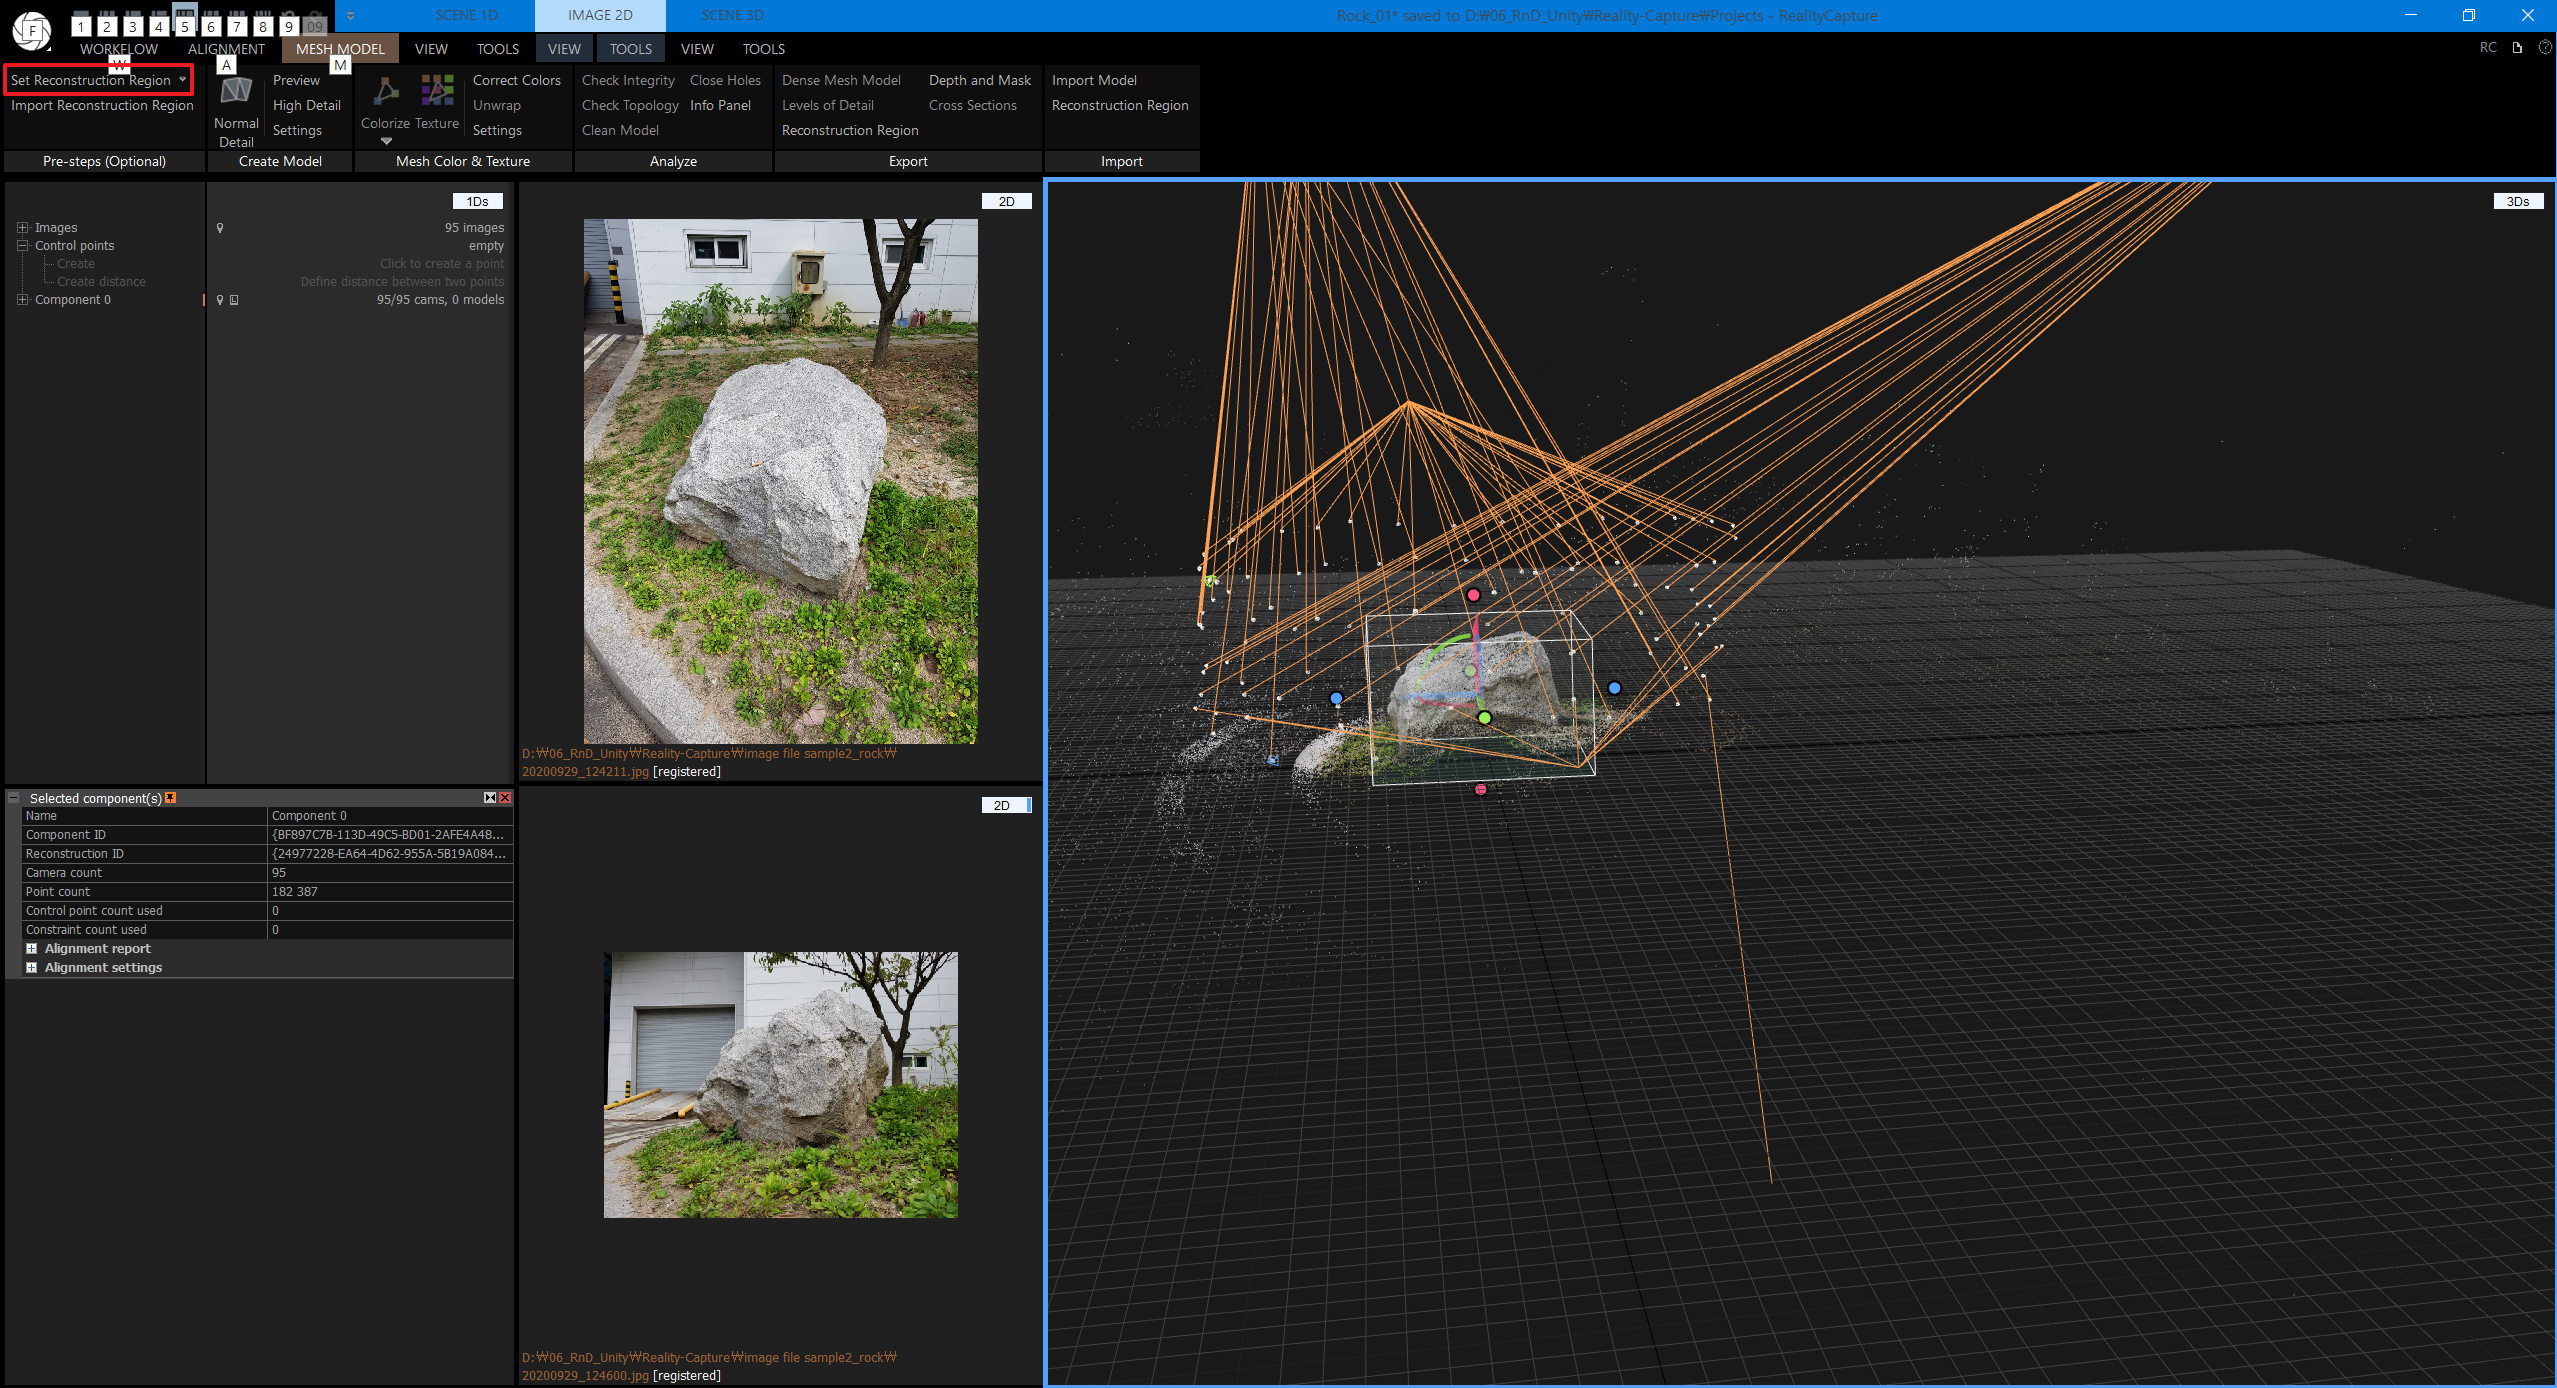 SCENE 1D IMAGE 2D SCENE 3D Rock_01* saved to D:₩06_RnD_Unity₩Reality-Capture₩Projects - RealityCapture
F 1 2 3 4 5 6 7 8 9 09
WORKFLOW ALIGNMENT MESH MODEL VIEW TOOLS VIEW TOOLS VIEW TOOLS RC
W A M
Set Reconstruction Region
Import Reconstruction Region
Pre-steps (Optional)
Normal
Detail
Preview
High Detail
Settings
Create Model
Colorize Texture
Correct Colors
Unwrap
Settings
Mesh Color & Texture
Check Integrity Close Holes
Check Topology Info Panel
Clean Model
Analyze
Dense Mesh Model Depth and Mask
Levels of Detail Cross Sections
Reconstruction Region
Export
Import Model
Reconstruction Region
Import
1Ds
Images 95 images
Control points empty
Create Click to create a point
Create distance Define distance between two points
Component 0 L 95/95 cams, 0 models
2D
D:₩06_RnD_Unity₩Reality-Capture₩image file sample2_rock₩
20200929_124211.jpg [registered]
3Ds
Selected component(s)
Name Component 0
Component ID {BF897C7B-113D-49C5-BD01-2AFE4A48...
Reconstruction ID {24977228-EA64-4D62-955A-5B19A084...
Camera count 95
Point count 182 387
Control point count used 0
Constraint count used 0
Alignment report
Alignment settings
2D
D:₩06_RnD_Unity₩Reality-Capture₩image file sample2_rock₩
20200929_124600.jpg [registered]